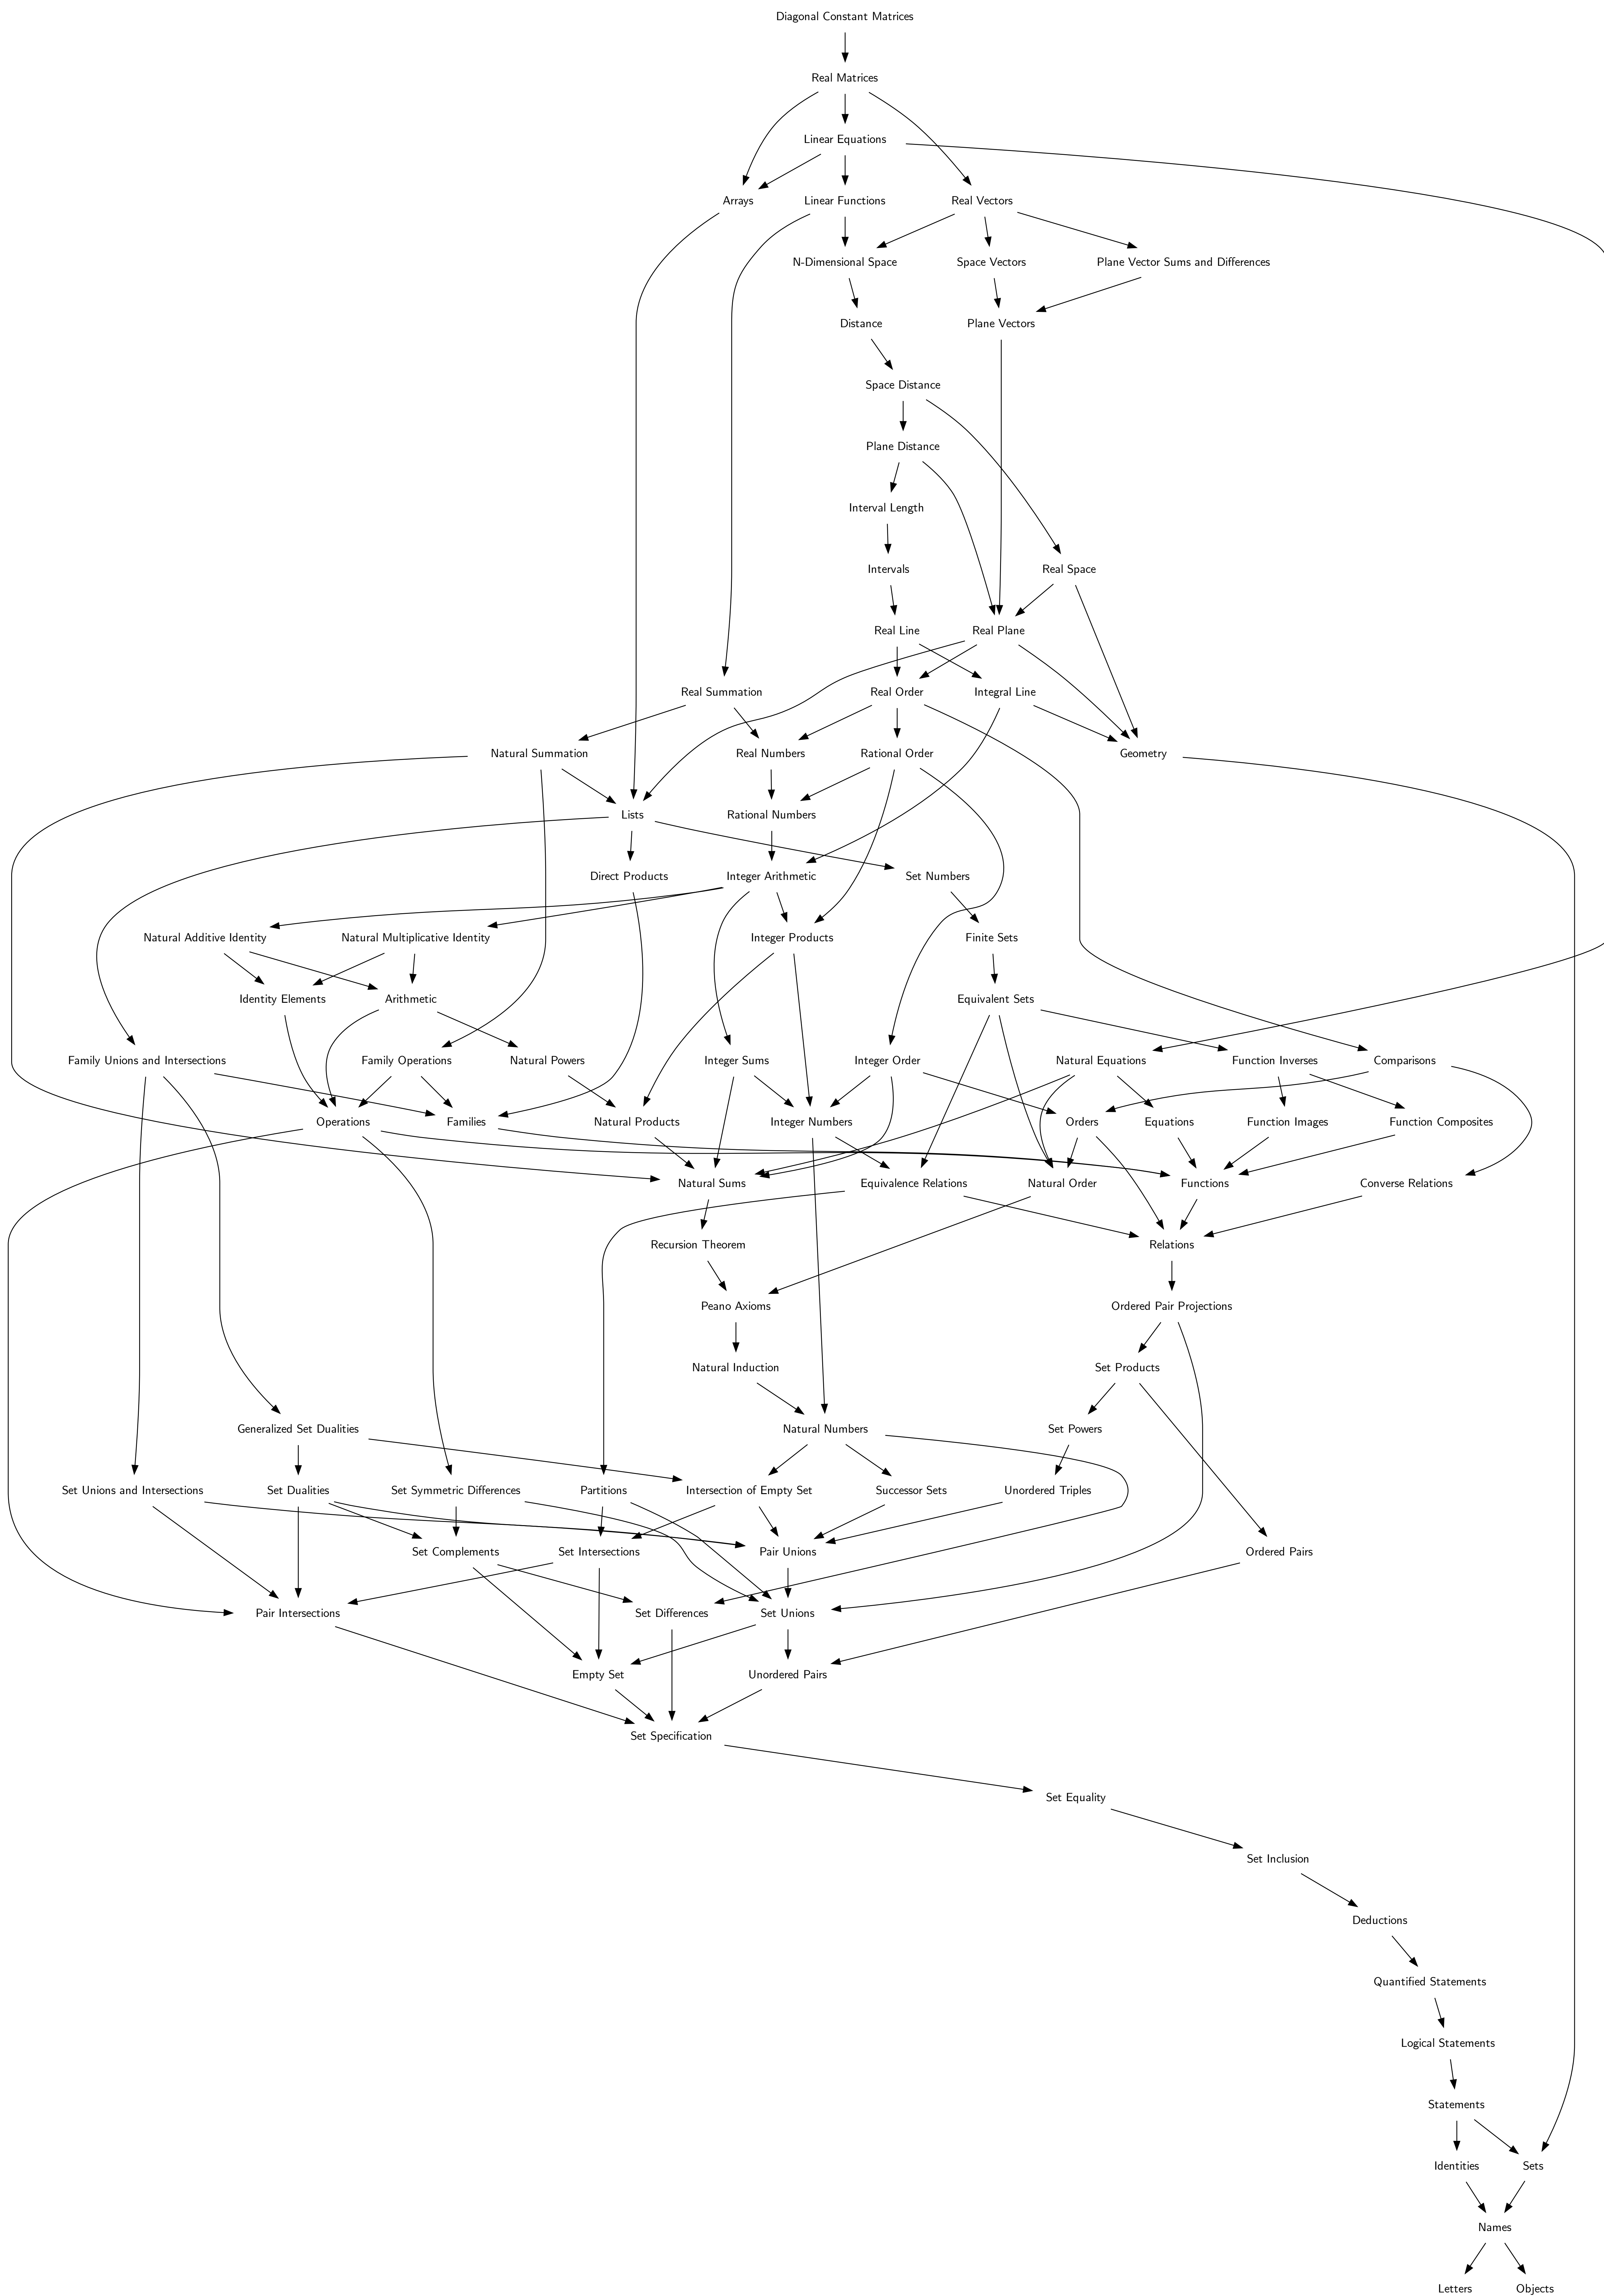 Diagonal Constant Matrices
Real Matrices
Linear Equations
Arrays
Linear Functions
Real Vectors
N-Dimensional Space
Space Vectors
Plane Vector Sums and Differences
Distance
Plane Vectors
Space Distance
Plane Distance
Interval Length
Intervals
Real Space
Real Line
Real Plane
Real Summation
Real Order
Integral Line
Natural Summation
Real Numbers
Rational Order
Geometry
Lists
Rational Numbers
Direct Products
Integer Arithmetic
Set Numbers
Natural Additive Identity
Natural Multiplicative Identity
Integer Products
Finite Sets
Identity Elements
Arithmetic
Equivalent Sets
Family Unions and Intersections
Family Operations
Natural Powers
Integer Sums
Integer Order
Natural Equations
Function Inverses
Comparisons
Operations
Families
Natural Products
Integer Numbers
Orders
Equations
Function Images
Function Composites
Natural Sums
Equivalence Relations
Natural Order
Functions
Converse Relations
Recursion Theorem
Relations
Peano Axioms
Ordered Pair Projections
Natural Induction
Set Products
Generalized Set Dualities
Natural Numbers
Set Powers
Set Unions and Intersections
Set Dualities
Set Symmetric Differences
Partitions
Intersection of Empty Set
Successor Sets
Unordered Triples
Set Complements
Set Intersections
Pair Unions
Ordered Pairs
Pair Intersections
Set Differences
Set Unions
Empty Set
Unordered Pairs
Set Specification
Set Equality
Set Inclusion
Deductions
Quantified Statements
Logical Statements
Statements
Identities
Sets
Names
Letters
Objects